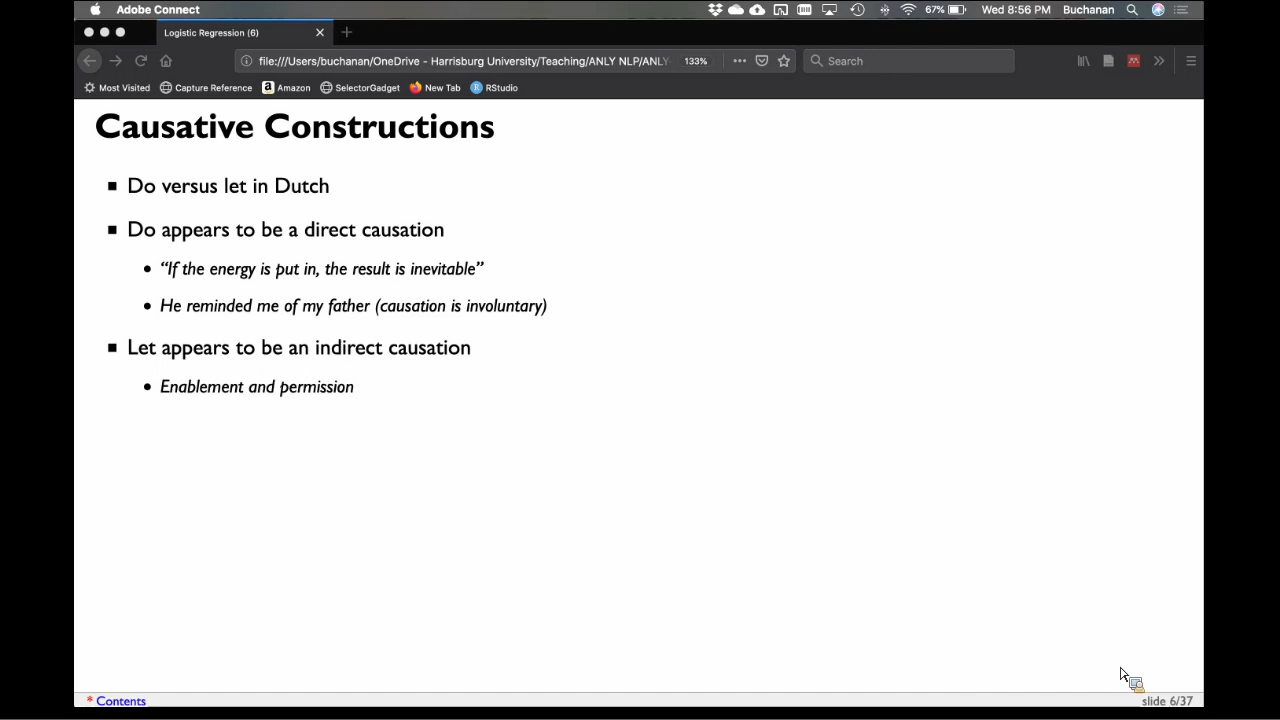 Adobe Connect
67%
Wed 8:56 PM
Buchanan
Logistic Regression (6)
file:///Users/buchanan/OneDrive - Harrisburg University/Teaching/ANLY NLP/ANLY
133%
Search
Most Visited
Capture Reference
Amazon
SelectorGadget
New Tab
RStudio
Causative Constructions
Do versus let in Dutch
Do appears to be a direct causation
“If the energy is put in, the result is inevitable”
He reminded me of my father (causation is involuntary)
Let appears to be an indirect causation
Enablement and permission
* Contents
slide 6/37